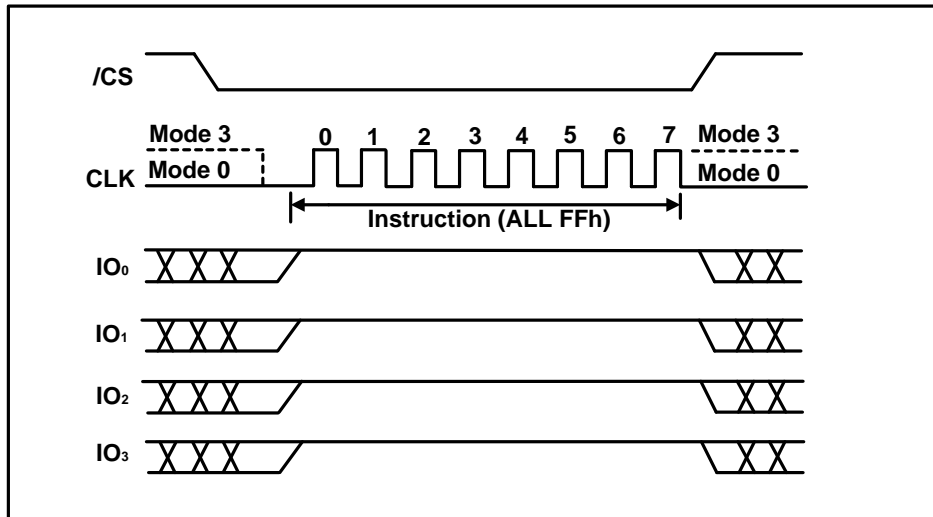 /CS
Mode 3 0 1 2 3 4 5 6 7 Mode 3
CLK Mode 0 Mode 0
Instruction (ALL FFh)
IO₀
IO₁
IO₂
IO₃